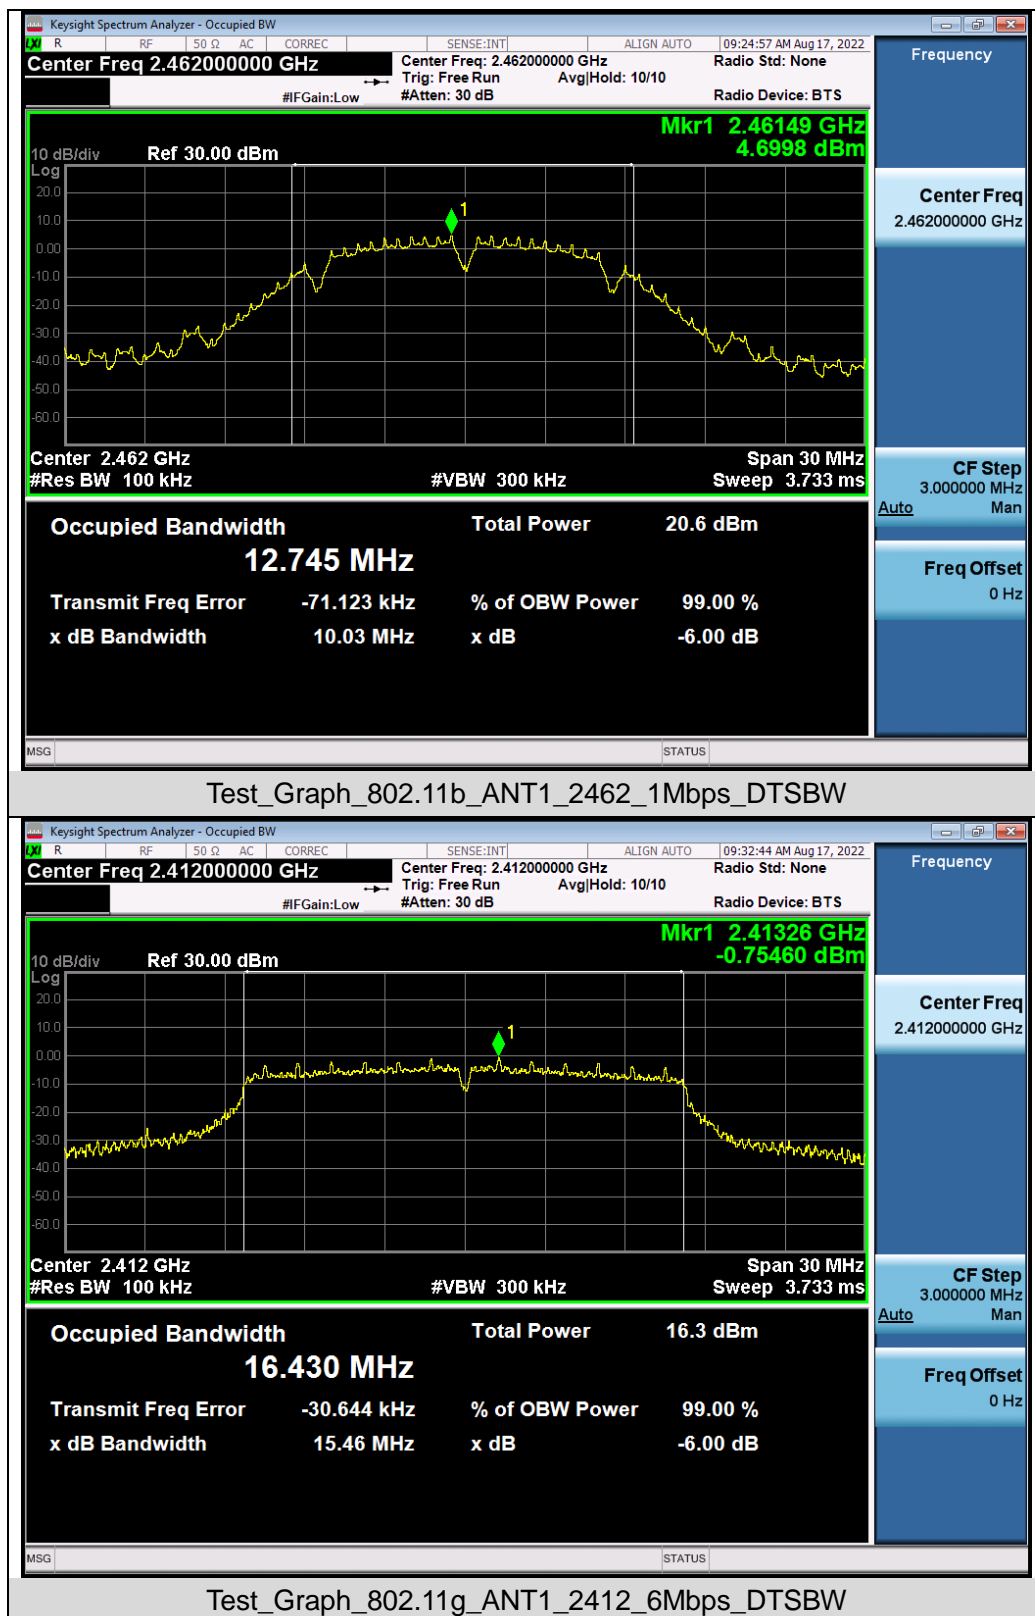 Keysight Spectrum Analyzer - Occupied BW
LXI R RF 50 Ω AC CORREC SENSE:INT ALIGN AUTO 09:24:57 AM Aug 17, 2022
Center Freq 2.462000000 GHz
Center Freq: 2.462000000 GHz Radio Std: None
Trig: Free Run Avg|Hold: 10/10
#IFGain:Low #Atten: 30 dB Radio Device: BTS
Frequency
Mkr1 2.46149 GHz
4.6998 dBm
10 dB/div Ref 30.00 dBm
Log
20.0
10.0
0.00
-10.0
-20.0
-30.0
-40.0
-50.0
-60.0
1
Center 2.462 GHz Span 30 MHz
#Res BW 100 kHz #VBW 300 kHz Sweep 3.733 ms
Center Freq
2.462000000 GHz
CF Step
3.000000 MHz
Auto Man
Freq Offset
0 Hz
Occupied Bandwidth Total Power 20.6 dBm
12.745 MHz
Transmit Freq Error -71.123 kHz % of OBW Power 99.00 %
x dB Bandwidth 10.03 MHz x dB -6.00 dB
MSG STATUS
Test_Graph_802.11b_ANT1_2462_1Mbps_DTSBW
Keysight Spectrum Analyzer - Occupied BW
LXI R RF 50 Ω AC CORREC SENSE:INT ALIGN AUTO 09:32:44 AM Aug 17, 2022
Center Freq 2.412000000 GHz
Center Freq: 2.412000000 GHz Radio Std: None
Trig: Free Run Avg|Hold: 10/10
#IFGain:Low #Atten: 30 dB Radio Device: BTS
Frequency
Mkr1 2.41326 GHz
-0.75460 dBm
10 dB/div Ref 30.00 dBm
Log
20.0
10.0
0.00
-10.0
-20.0
-30.0
-40.0
-50.0
-60.0
1
Center 2.412 GHz Span 30 MHz
#Res BW 100 kHz #VBW 300 kHz Sweep 3.733 ms
Center Freq
2.412000000 GHz
CF Step
3.000000 MHz
Auto Man
Freq Offset
0 Hz
Occupied Bandwidth Total Power 16.3 dBm
16.430 MHz
Transmit Freq Error -30.644 kHz % of OBW Power 99.00 %
x dB Bandwidth 15.46 MHz x dB -6.00 dB
MSG STATUS
Test_Graph_802.11g_ANT1_2412_6Mbps_DTSBW